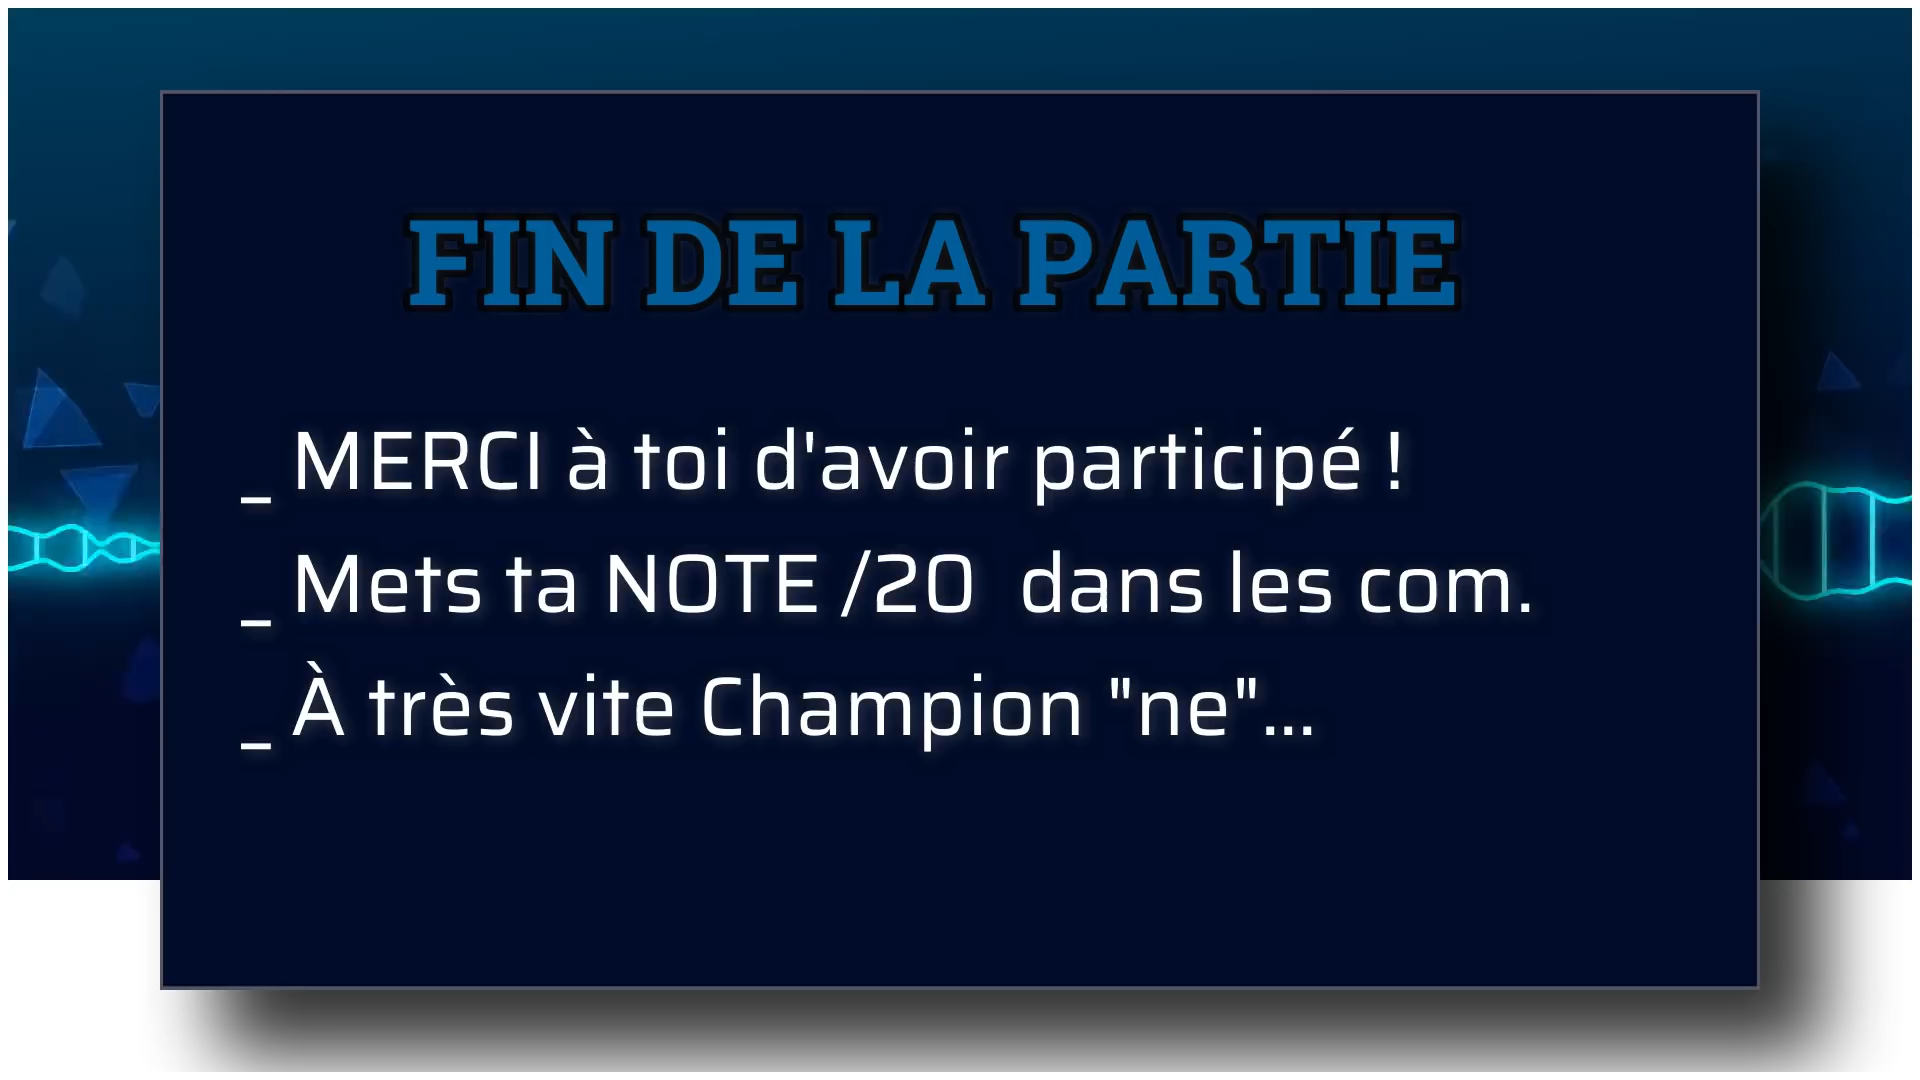 FIN DE LA PARTIE
_ MERCI à toi d'avoir participé !
_ Mets ta NOTE /20  dans les com.
_ À très vite Champion "ne"...